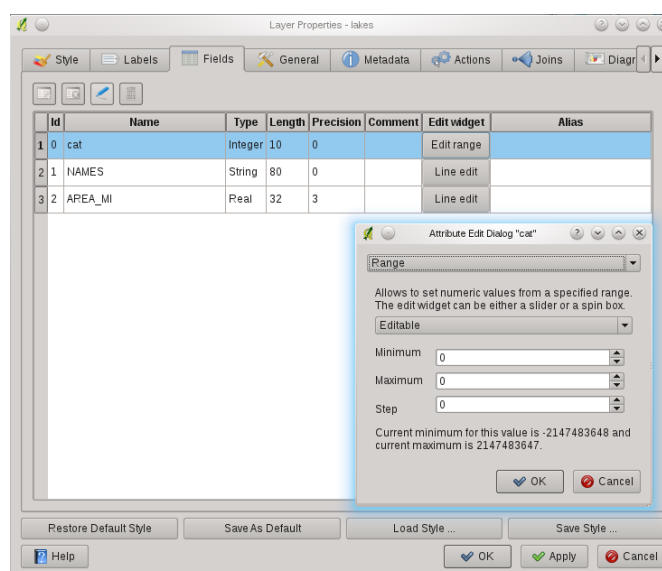 Layer Properties - lakes
Style Labels Fields General Metadata Actions Joins Diagr
Id Name Type Length Precision Comment Edit widget Alias
1 0 cat Integer 10 0 Edit range
2 1 NAMES String 80 0 Line edit
3 2 AREA_MI Real 32 3 Line edit
Attribute Edit Dialog "cat"
Range
Allows to set numeric values from a specified range.
The edit widget can be either a slider or a spin box.
Editable
Minimum 0
Maximum 0
Step 0
Current minimum for this value is -2147483648 and
current maximum is 2147483647.
OK Cancel
Restore Default Style Save As Default Load Style ... Save Style ...
Help OK Apply Cancel